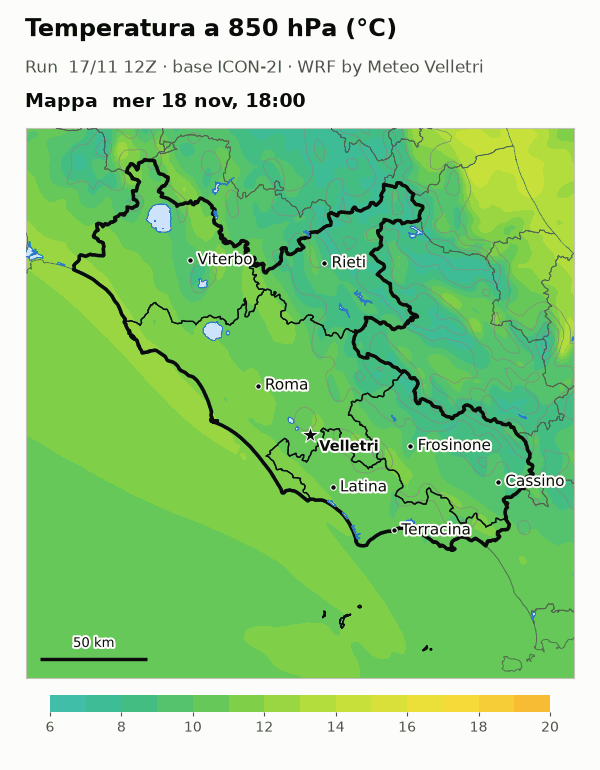 Temperatura a 850 hPa (°C)
Run  17/11 12Z · base ICON-2I · WRF by Meteo Velletri
Mappa  mer 18 nov, 18:00
Viterbo
Rieti
Roma
Velletri
Frosinone
Cassino
Latina
Terracina
50 km
6 8 10 12 14 16 18 20